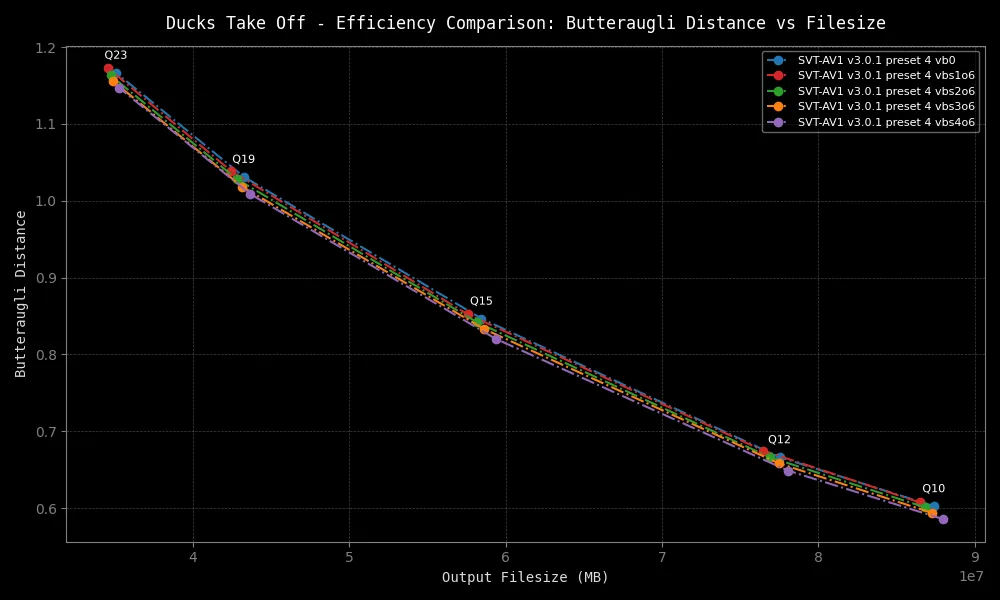 Ducks Take Off - Efficiency Comparison: Butteraugli Distance vs Filesize
SVT-AV1 v3.0.1 preset 4 vb0
SVT-AV1 v3.0.1 preset 4 vbs1o6
SVT-AV1 v3.0.1 preset 4 vbs2o6
SVT-AV1 v3.0.1 preset 4 vbs3o6
SVT-AV1 v3.0.1 preset 4 vbs4o6
Q23
Q19
Q15
Q12
Q10
Butteraugli Distance
1.2
1.1
1.0
0.9
0.8
0.7
0.6
4 5 6 7 8 9
1e7
Output Filesize (MB)